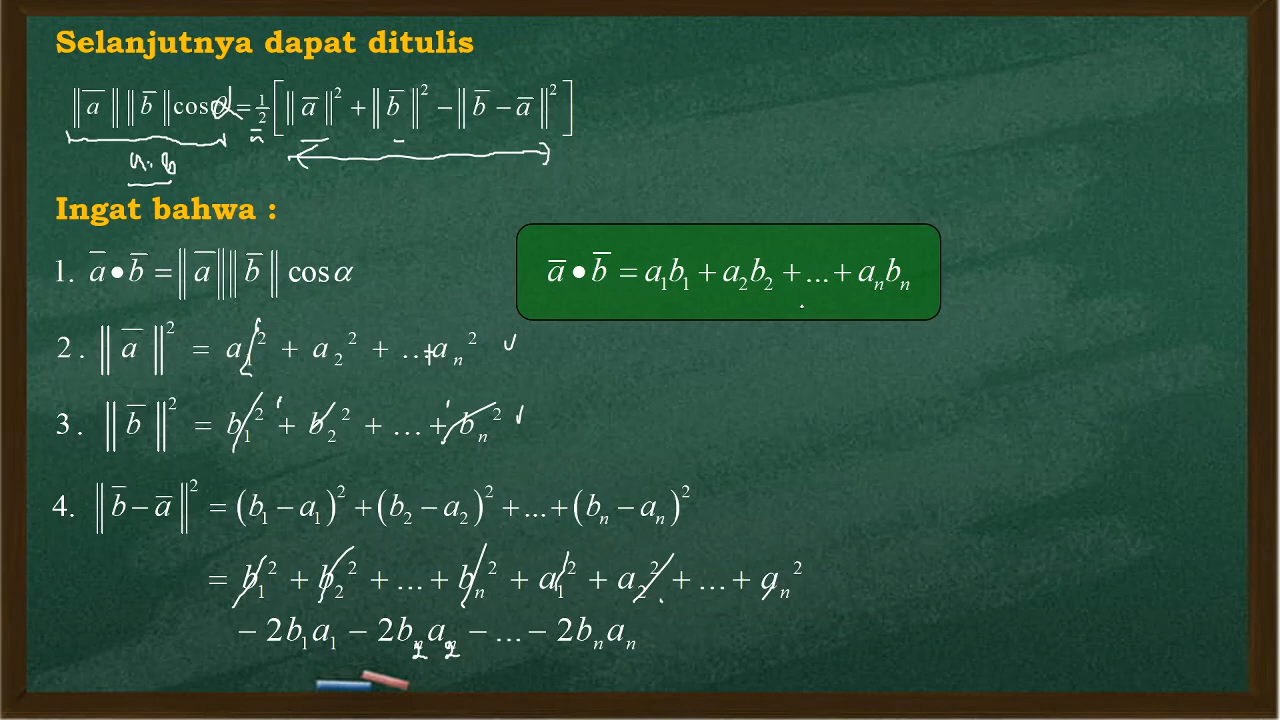 Selanjutnya dapat ditulis
‖a̅‖ ‖b̅‖ cos α = ½ [ ‖a̅‖² + ‖b̅‖² − ‖b̅ − a̅‖² ]
a · b
Ingat bahwa :
1. a̅ • b̅ = ‖a̅‖ ‖b̅‖ cos α
a̅ • b̅ = a₁b₁ + a₂b₂ + ... + aₙbₙ
2. ‖a̅‖² = a₁² + a₂² + ...+aₙ² ✓
3. ‖b̅‖² = b₁² + b₂² + ... + bₙ² ✓
4. ‖b̅ − a̅‖² = (b₁ − a₁)² + (b₂ − a₂)² + ... + (bₙ − aₙ)²
= b₁² + b₂² + ... + bₙ² + a₁² + a₂² + ... + aₙ²
− 2b₁a₁ − 2b₂a₂ − ... − 2bₙaₙ